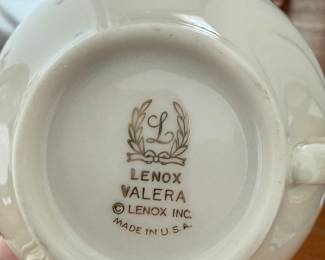 L
LENOX
VALERA
© LENOX INC.
MADE IN U.S.A.